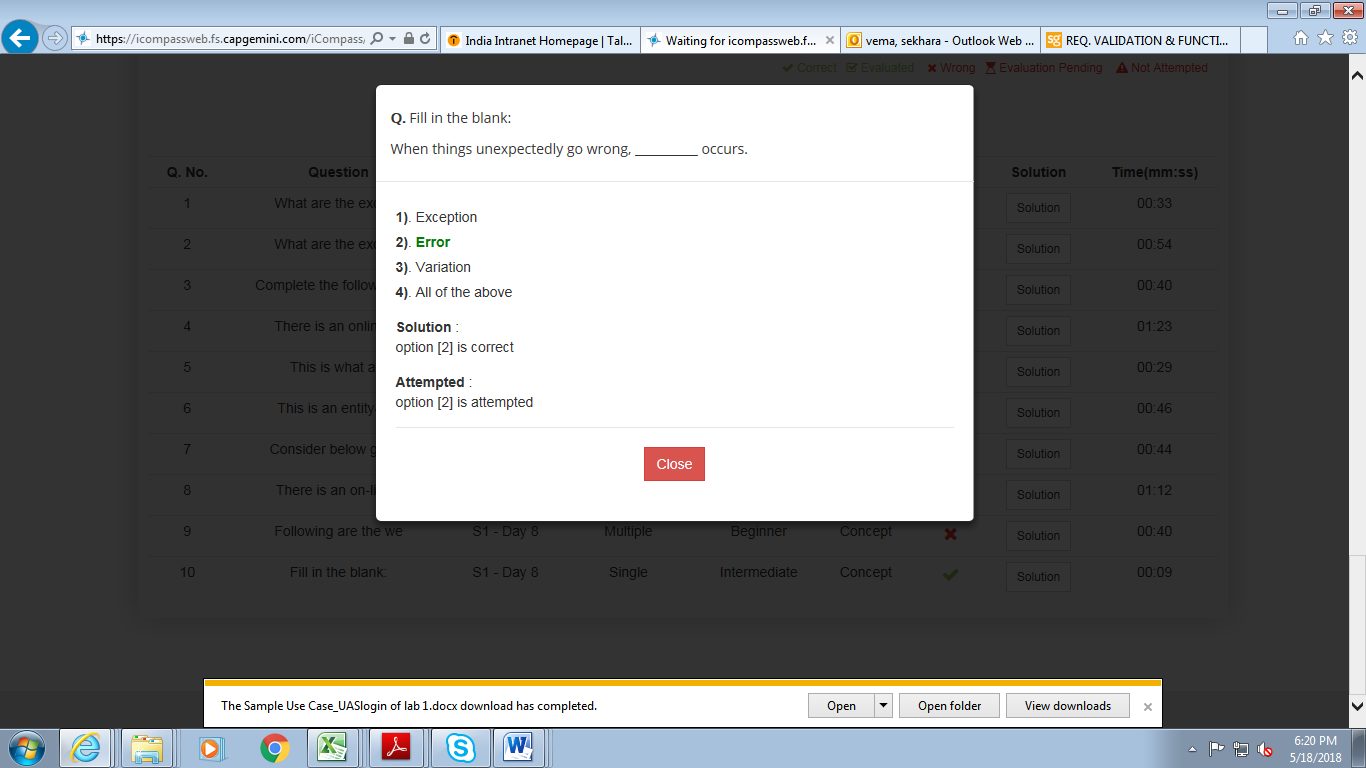 https://icompassweb.fs.capgemini.com/iCompass,
India Intranet Homepage | Tal...
Waiting for icompassweb.f...
vema, sekhara - Outlook Web ...
sg REQ. VALIDATION & FUNCTI...
Correct Evaluated Wrong Evaluation Pending Not Attempted
Q. Fill in the blank:
When things unexpectedly go wrong, _________ occurs.
1). Exception
2). Error
3). Variation
4). All of the above
Solution :
option [2] is correct
Attempted :
option [2] is attempted
Close
Q. No. Question Solution Time(mm:ss)
1 What are the exc Solution 00:33
2 What are the exc Solution 00:54
3 Complete the follow Solution 00:40
4 There is an onlin Solution 01:23
5 This is what a Solution 00:29
6 This is an entity Solution 00:46
7 Consider below g Solution 00:44
8 There is an on-li Solution 01:12
9 Following are the we S1 - Day 8 Multiple Beginner Concept Solution 00:40
10 Fill in the blank: S1 - Day 8 Single Intermediate Concept Solution 00:09
The Sample Use Case_UASlogin of lab 1.docx download has completed.
Open Open folder View downloads
6:20 PM
5/18/2018